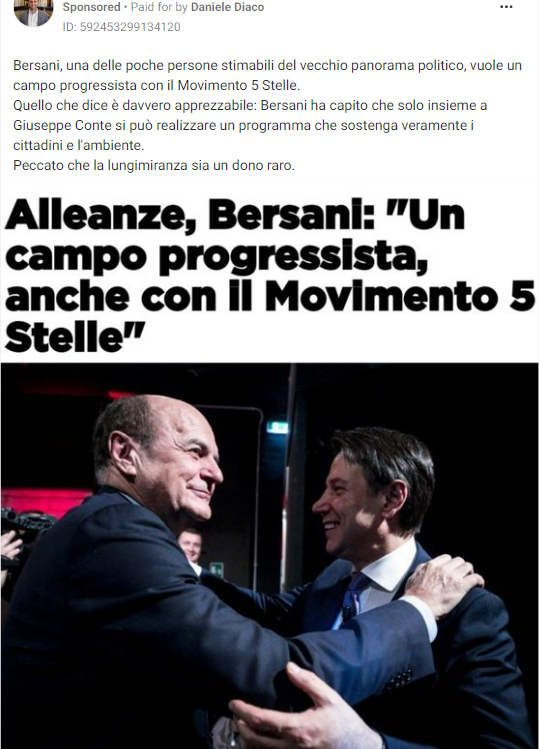 Sponsored • Paid for by Daniele Diaco
ID: 592453299134120
Bersani, una delle poche persone stimabili del vecchio panorama politico, vuole un
campo progressista con il Movimento 5 Stelle.
Quello che dice è davvero apprezzabile: Bersani ha capito che solo insieme a
Giuseppe Conte si può realizzare un programma che sostenga veramente i
cittadini e l'ambiente.
Peccato che la lungimiranza sia un dono raro.
Alleanze, Bersani: "Un
campo progressista,
anche con il Movimento 5
Stelle"